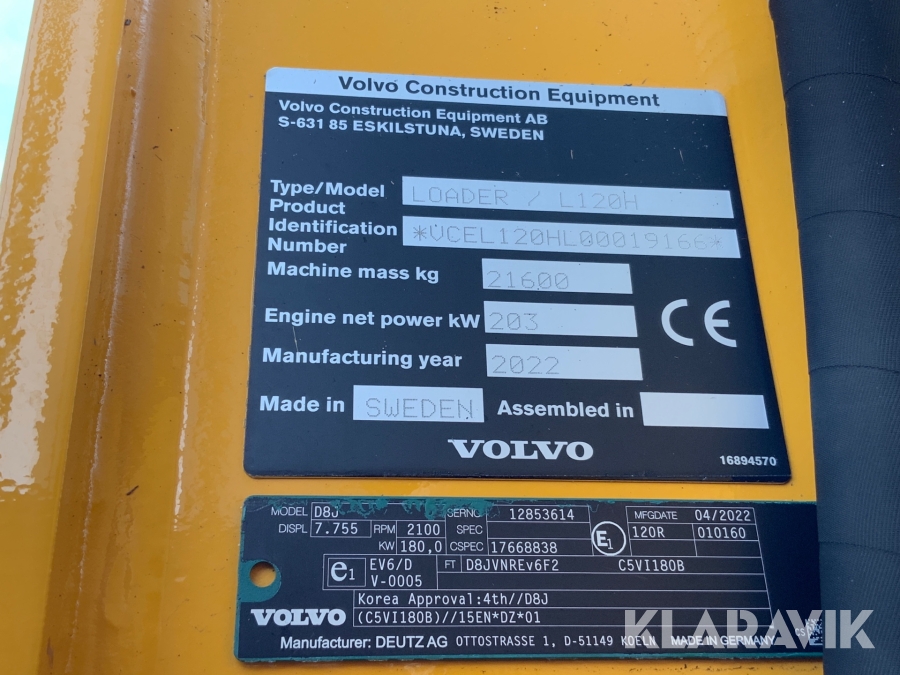 Volvo Construction Equipment
Volvo Construction Equipment AB
S-631 85 ESKILSTUNA, SWEDEN
Type/Model LOADER / L120H
Product
Identification *VCEL120HL00019166*
Number
Machine mass kg 21600
Engine net power kW 203
Manufacturing year 2022
Made in SWEDEN Assembled in
VOLVO
16894570
MODEL D8J SERNO 12853614 MFGDATE 04/2022
DISPL 7.755 RPM 2100 SPEC E1 120R 010160
KW 180,0 CSPEC 17668838
e1 EV6/D FT D8JVNREv6F2 C5VI180B
V-0005
Korea Approval:4th//D8J
VOLVO (C5VI180B)//15EN*DZ*01
Manufacturer: DEUTZ AG OTTOSTRASSE 1, D-51149 KOELN MADE IN GERMANY
KLARAVIK